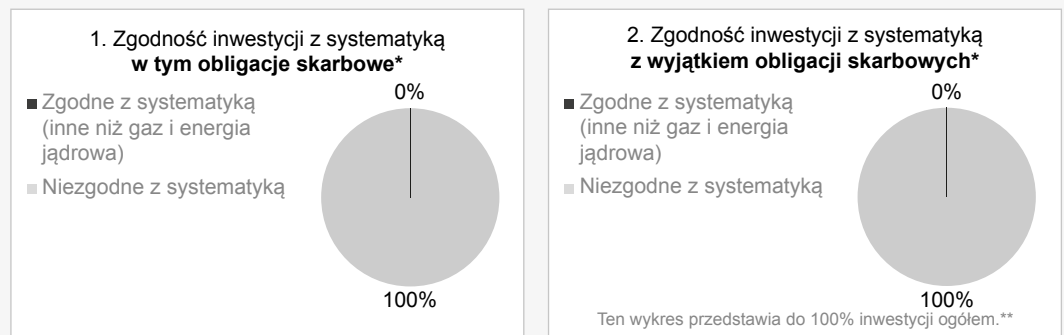 1. Zgodność inwestycji z systematyką
w tym obligacje skarbowe*
Zgodne z systematyką
(inne niż gaz i energia
jądrowa)
Niezgodne z systematyką
0%
100%
2. Zgodność inwestycji z systematyką
z wyjątkiem obligacji skarbowych*
Zgodne z systematyką
(inne niż gaz i energia
jądrowa)
Niezgodne z systematyką
0%
100%
Ten wykres przedstawia do 100% inwestycji ogółem.**